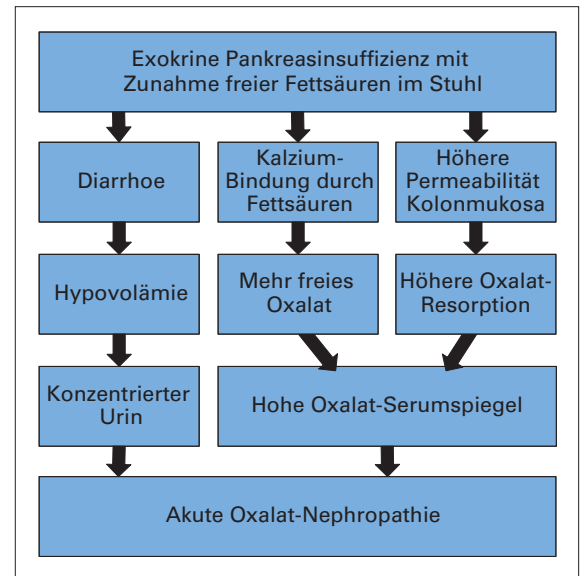 Exokrine Pankreasinsuffizienz mit
Zunahme freier Fettsäuren im Stuhl
Diarrhoe
Kalzium-
Bindung durch
Fettsäuren
Höhere
Permeabilität
Kolonmukosa
Hypovolämie
Mehr freies
Oxalat
Höhere Oxalat-
Resorption
Konzentrierter
Urin
Hohe Oxalat-Serumspiegel
Akute Oxalat-Nephropathie